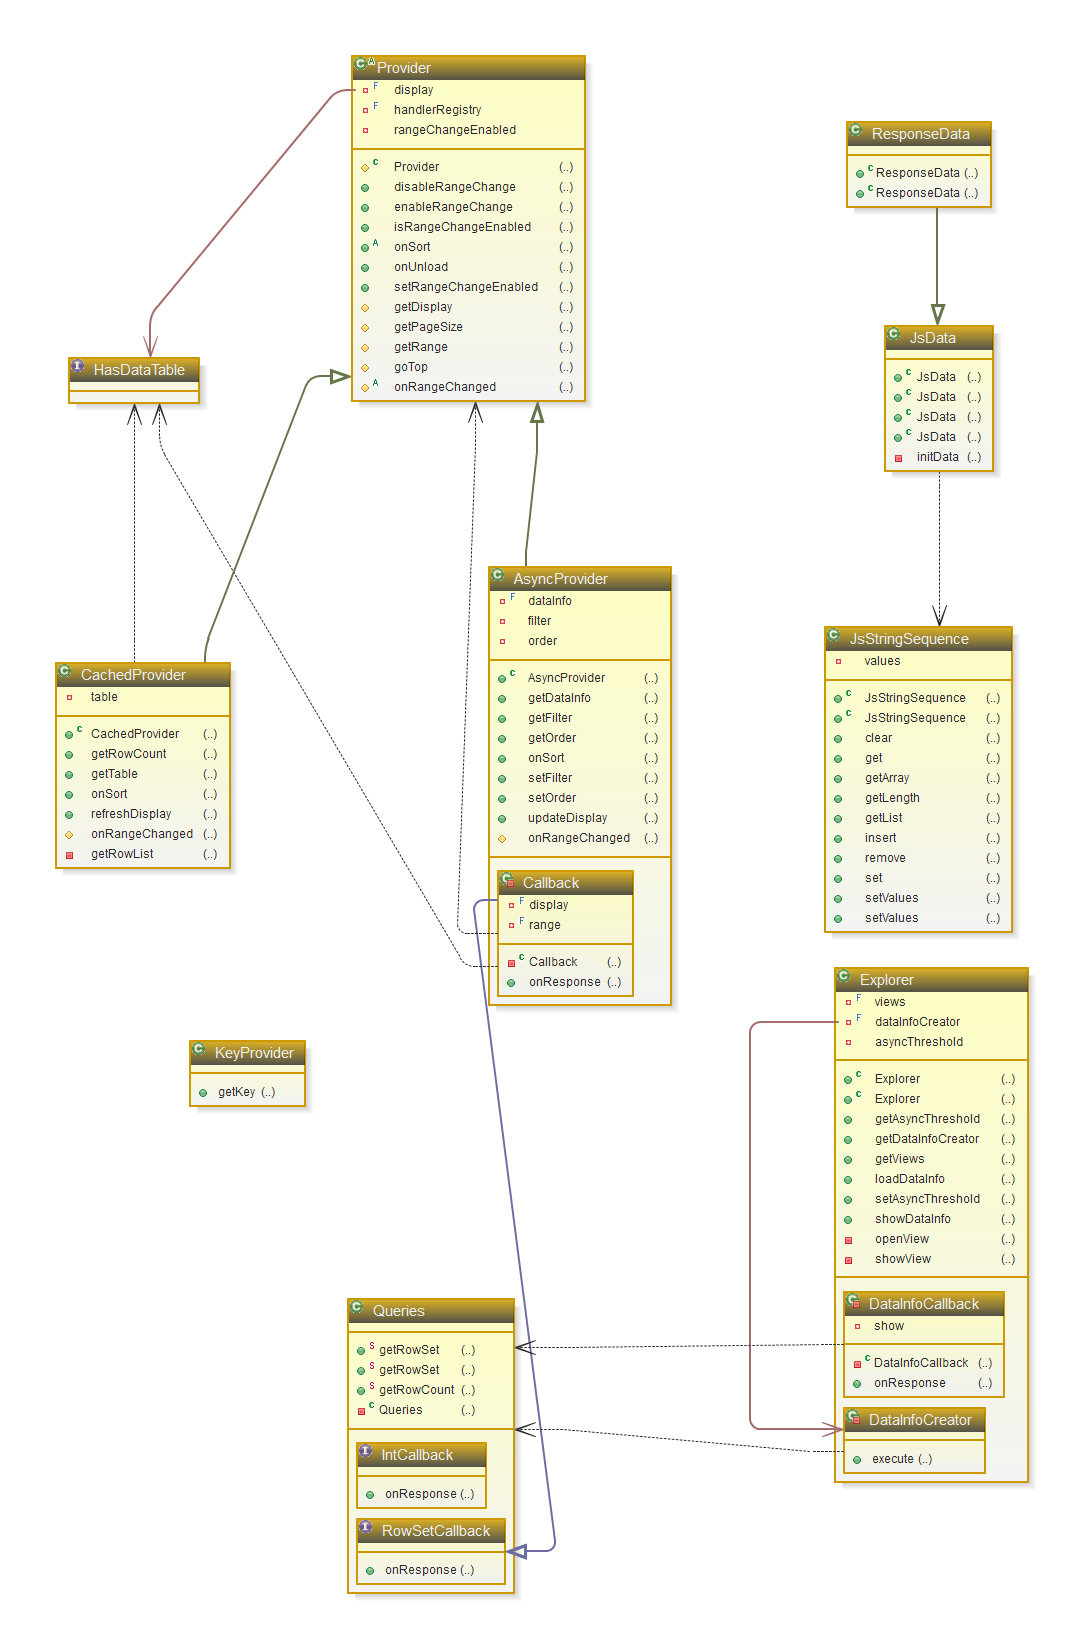 Provider
display
handlerRegistry
rangeChangeEnabled
Provider (..)
disableRangeChange (..)
enableRangeChange (..)
isRangeChangeEnabled (..)
onSort (..)
onUnload (..)
setRangeChangeEnabled (..)
getDisplay (..)
getPageSize (..)
getRange (..)
goTop (..)
onRangeChanged (..)
ResponseData
ResponseData (..)
ResponseData (..)
JsData
JsData (..)
JsData (..)
JsData (..)
JsData (..)
initData (..)
HasDataTable
AsyncProvider
dataInfo
filter
order
AsyncProvider (..)
getDataInfo (..)
getFilter (..)
getOrder (..)
onSort (..)
setFilter (..)
setOrder (..)
updateDisplay (..)
onRangeChanged (..)
Callback
display
range
Callback (..)
onResponse (..)
JsStringSequence
values
JsStringSequence (..)
JsStringSequence (..)
clear (..)
get (..)
getArray (..)
getLength (..)
getList (..)
insert (..)
remove (..)
set (..)
setValues (..)
setValues (..)
CachedProvider
table
CachedProvider (..)
getRowCount (..)
getTable (..)
onSort (..)
refreshDisplay (..)
onRangeChanged (..)
getRowList (..)
KeyProvider
getKey (..)
Explorer
views
dataInfoCreator
asyncThreshold
Explorer (..)
Explorer (..)
getAsyncThreshold (..)
getDataInfoCreator (..)
getViews (..)
loadDataInfo (..)
setAsyncThreshold (..)
showDataInfo (..)
openView (..)
showView (..)
DataInfoCallback
show
DataInfoCallback (..)
onResponse (..)
DataInfoCreator
execute (..)
Queries
getRowSet (..)
getRowSet (..)
getRowCount (..)
Queries (..)
IntCallback
onResponse (..)
RowSetCallback
onResponse (..)